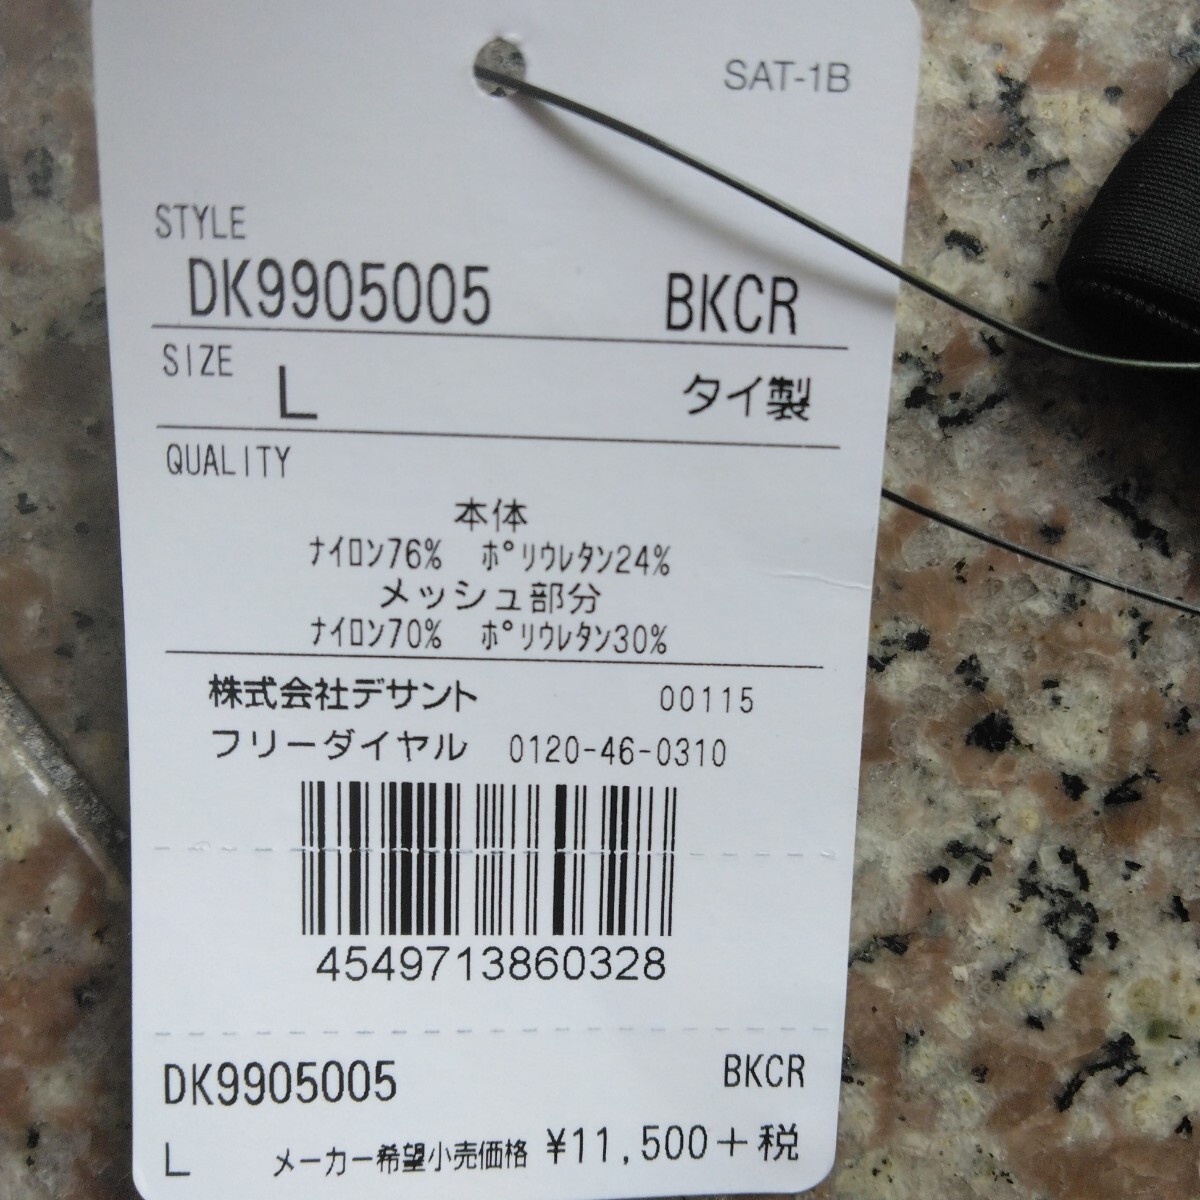 SAT-1B
STYLE
DK9905005 BKCR
SIZE L タイ製
QUALITY
本体
ﾅｲﾛﾝ76% ﾎﾟﾘｳﾚﾀﾝ24%
メッシュ部分
ﾅｲﾛﾝ70% ﾎﾟﾘｳﾚﾀﾝ30%
株式会社デサント 00115
フリーダイヤル 0120-46-0310
4549713860328
DK9905005 BKCR
L メーカー希望小売価格 ¥11,500+税